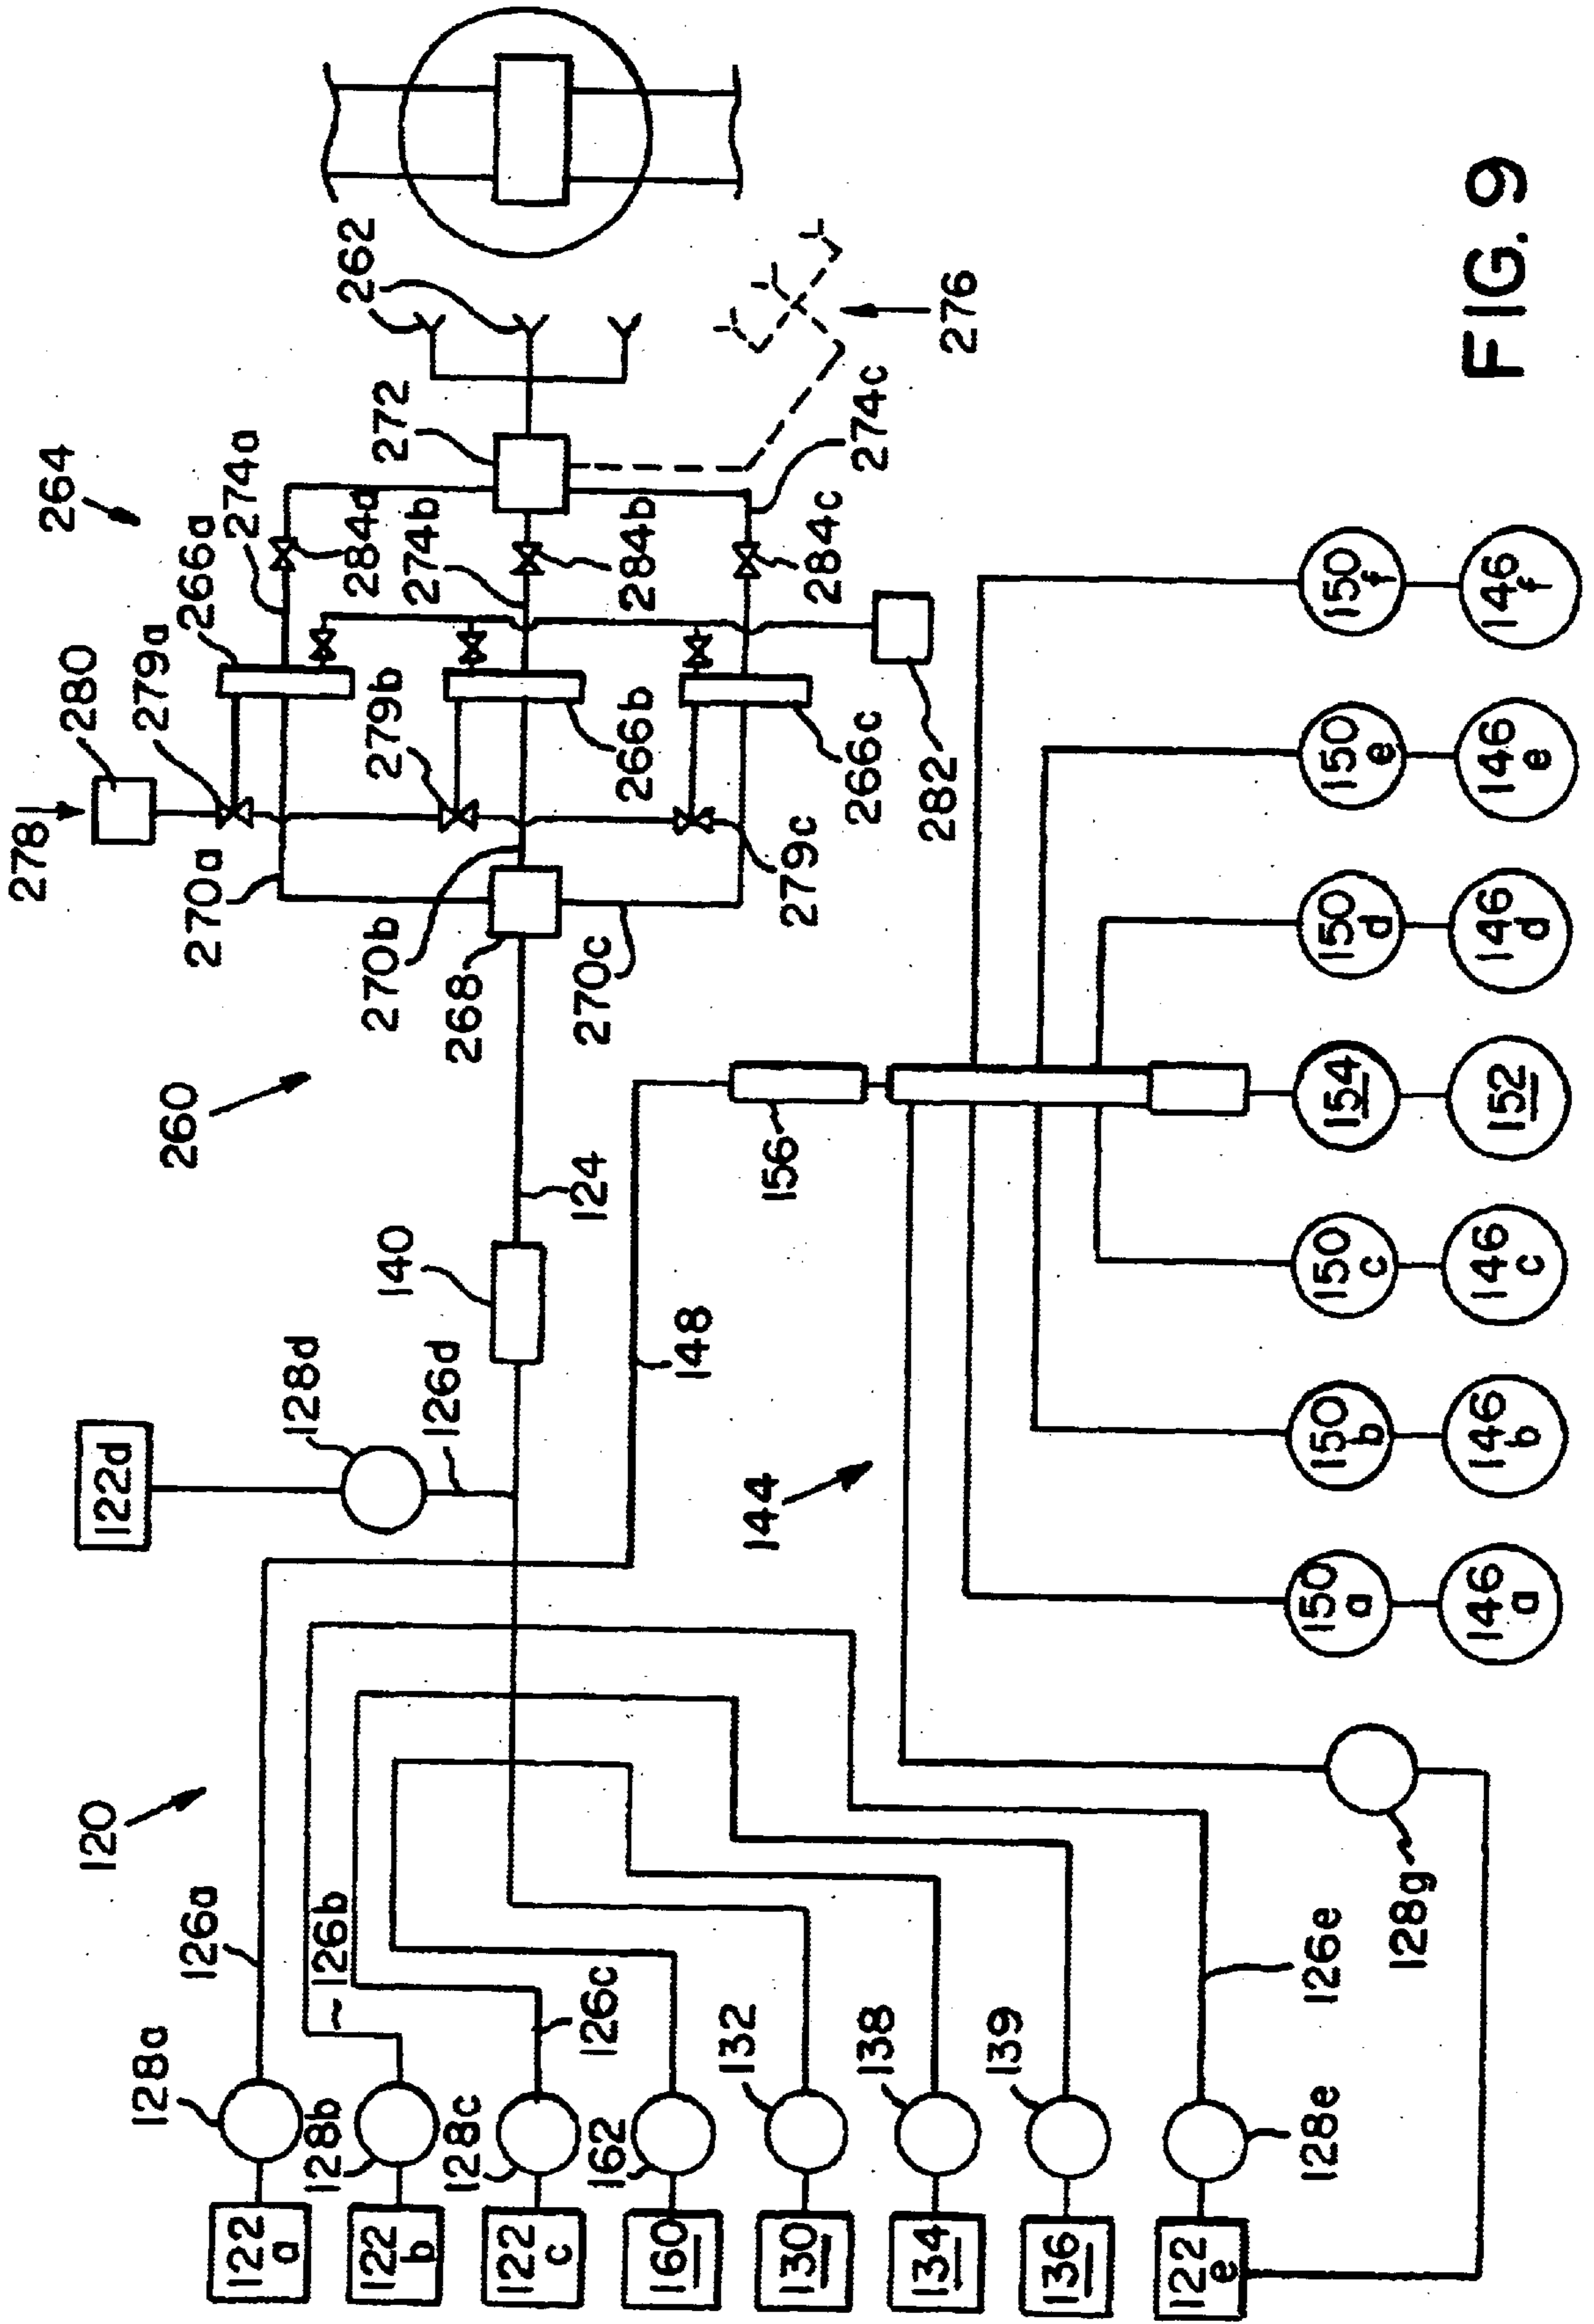 278
280
279a
266a
264
270a
274a
284a
272
262
270b
279b
274b
268
266b
284b
270c
279c
266c
282
284c
274c
276
260
124
140
122d
128d
126d
148
156
144
120
126a
128a
122
a
126b
128b
122
b
126c
128c
122
c
162
160
132
130
138
134
139
136
126e
128e
122
e
128g
150
a
146
a
150
b
146
b
150
c
146
c
154
152
150
d
146
d
150
e
146
e
150
f
146
f
FIG. 9